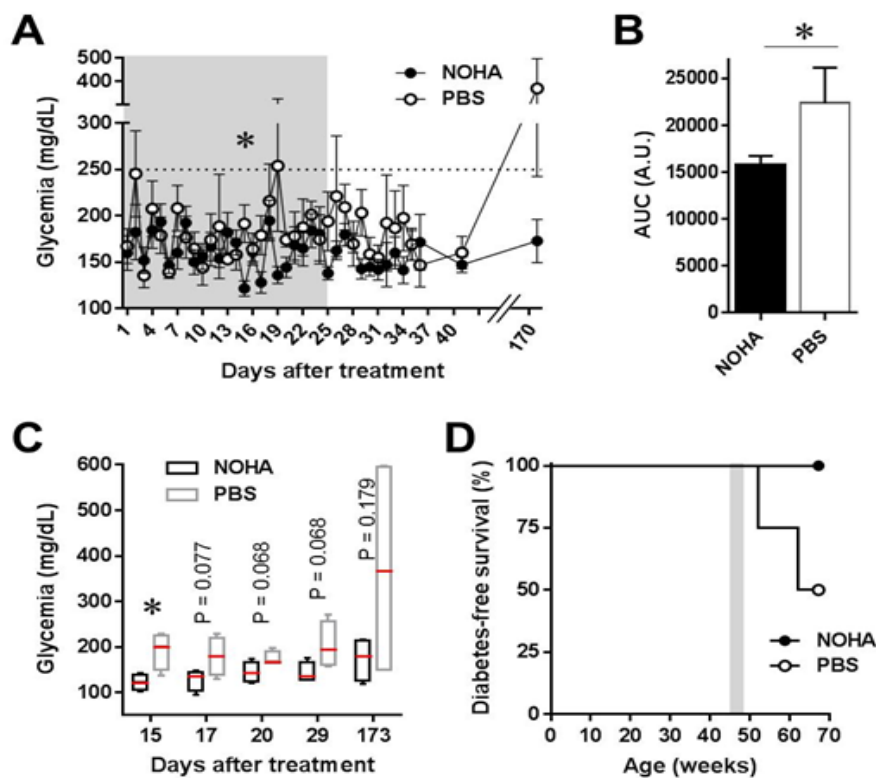 A
500
400
300
250
200
150
100
Glycemia (mg/dL)
NOHA
PBS
*
1 4 7 10 13 16 19 22 25 28 31 34 37 40 170
Days after treatment
B
*
25000
20000
15000
10000
5000
0
AUC (A.U.)
NOHA PBS
C
600
500
400
300
200
100
Glycemia (mg/dL)
NOHA
PBS
*
P = 0.077
P = 0.068
P = 0.068
P = 0.179
15 17 20 29 173
Days after treatment
D
100
75
50
25
0
Diabetes-free survival (%)
NOHA
PBS
0 10 20 30 40 50 60 70
Age (weeks)